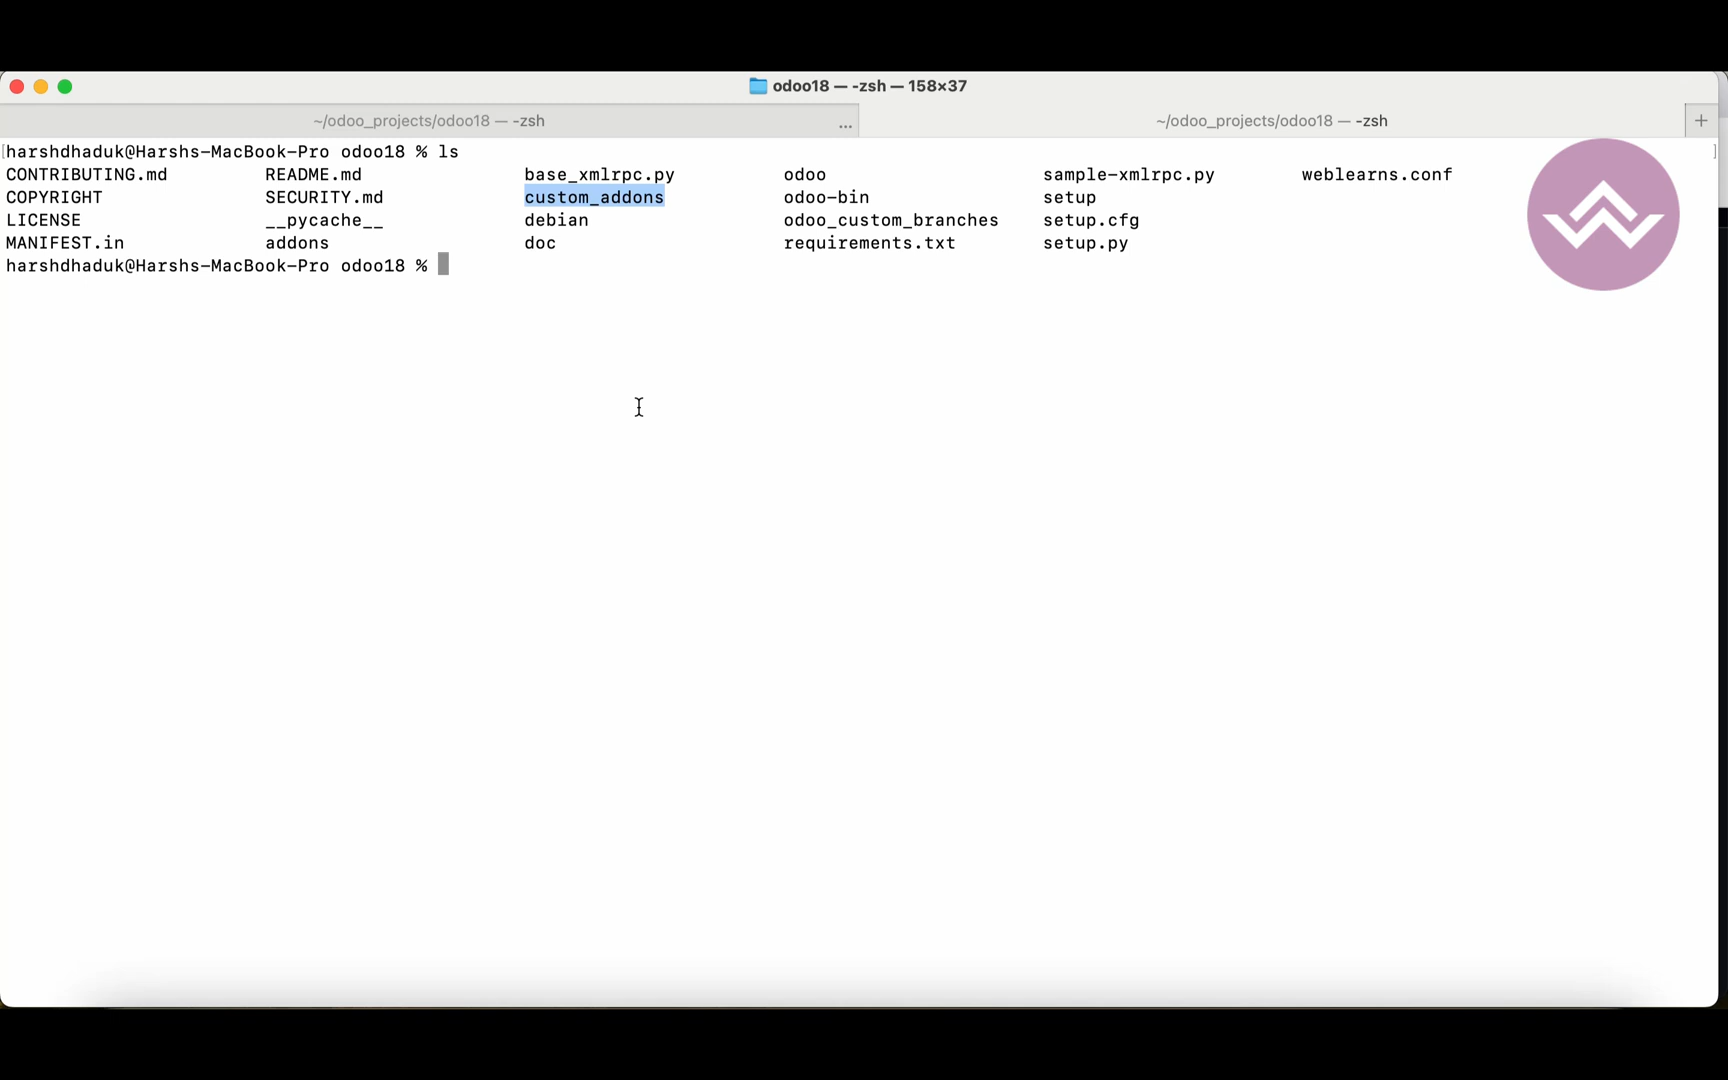 odoo18 — -zsh — 158×37
~/odoo_projects/odoo18 — -zsh ... ~/odoo_projects/odoo18 — -zsh +
harshdhaduk@Harshs-MacBook-Pro odoo18 % ls
CONTRIBUTING.md README.md base_xmlrpc.py odoo sample-xmlrpc.py weblearns.conf
COPYRIGHT SECURITY.md custom_addons odoo-bin setup
LICENSE __pycache__ debian odoo_custom_branches setup.cfg
MANIFEST.in addons doc requirements.txt setup.py
harshdhaduk@Harshs-MacBook-Pro odoo18 %